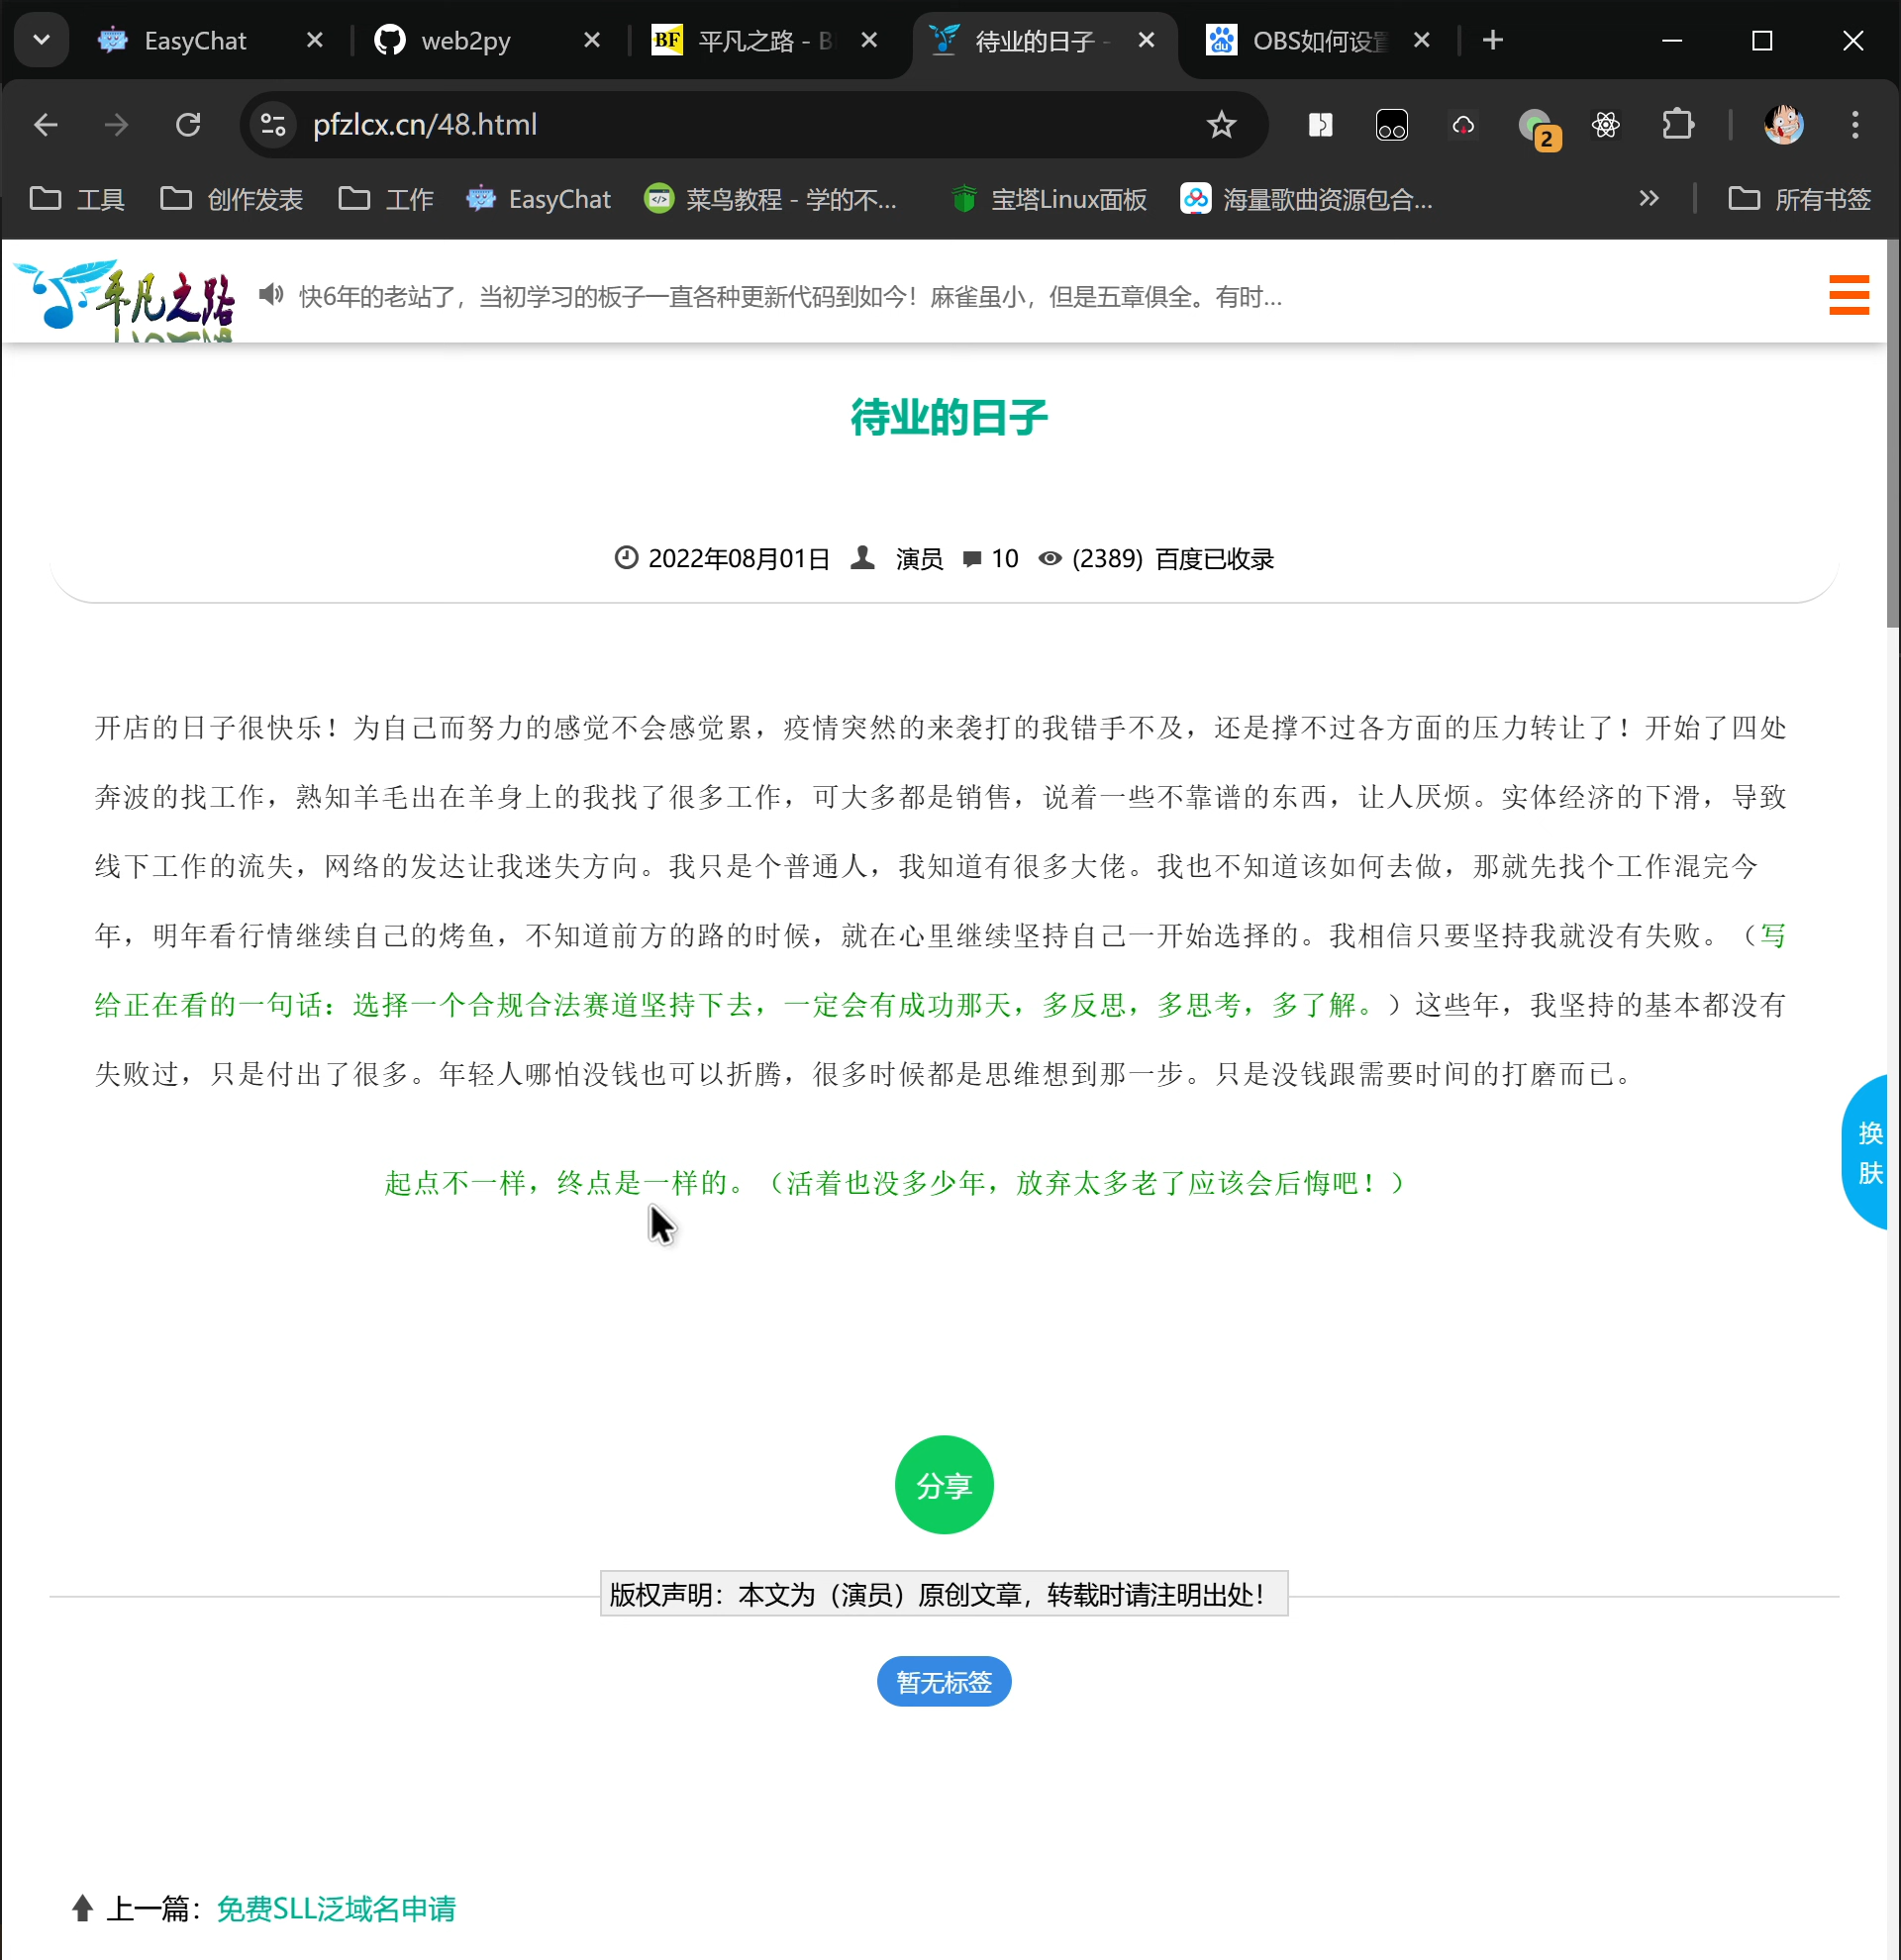 EasyChat
web2py
平凡之路 - B
待业的日子 -
OBS如何设置
pfzlcx.cn/48.html
2
工具
创作发表
工作
EasyChat
菜鸟教程 - 学的不...
宝塔Linux面板
海量歌曲资源包合...
所有书签
平凡之路
快6年的老站了，当初学习的板子一直各种更新代码到如今！麻雀虽小，但是五章俱全。有时...
待业的日子
2022年08月01日 演员 10 (2389) 百度已收录
开店的日子很快乐！为自己而努力的感觉不会感觉累，疫情突然的来袭打的我错手不及，还是撑不过各方面的压力转让了！开始了四处
奔波的找工作，熟知羊毛出在羊身上的我找了很多工作，可大多都是销售，说着一些不靠谱的东西，让人厌烦。实体经济的下滑，导致
线下工作的流失，网络的发达让我迷失方向。我只是个普通人，我知道有很多大佬。我也不知道该如何去做，那就先找个工作混完今
年，明年看行情继续自己的烤鱼，不知道前方的路的时候，就在心里继续坚持自己一开始选择的。我相信只要坚持我就没有失败。（写
给正在看的一句话：选择一个合规合法赛道坚持下去，一定会有成功那天，多反思，多思考，多了解。）这些年，我坚持的基本都没有
失败过，只是付出了很多。年轻人哪怕没钱也可以折腾，很多时候都是思维想到那一步。只是没钱跟需要时间的打磨而已。
换
肤
起点不一样，终点是一样的。（活着也没多少年，放弃太多老了应该会后悔吧！）
分享
版权声明：本文为（演员）原创文章，转载时请注明出处！
暂无标签
上一篇：免费SLL泛域名申请